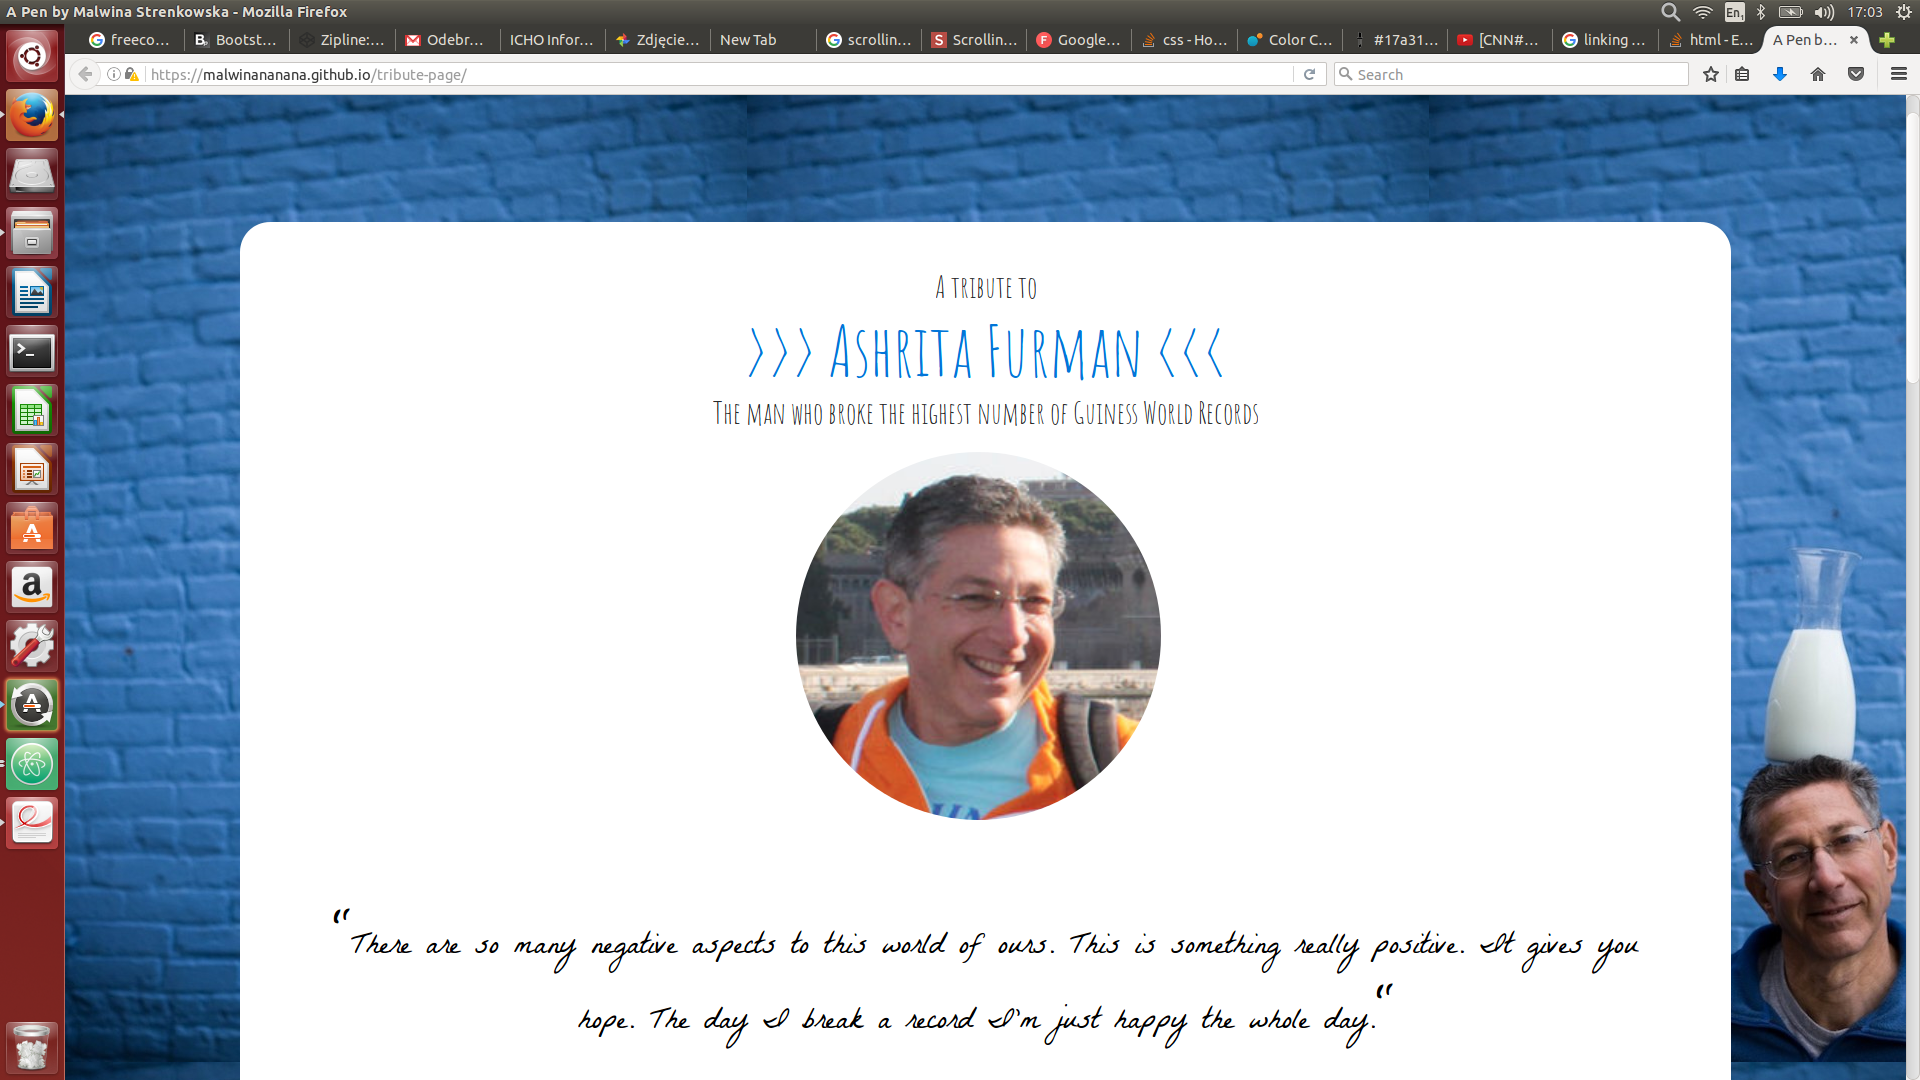 A Pen by Malwina Strenkowska - Mozilla Firefox
En₁ 17:03
freeco...
Bootst...
Zipline:...
Odebr...
ICHO Infor...
Zdjęcie...
New Tab
scrollin...
Scrollin...
Google...
css - Ho...
Color C...
#17a31...
[CNN#...
linking ...
html - E...
A Pen b...
https://malwinananana.github.io/tribute-page/
Search
A tribute to
>>> Ashrita Furman <<<
The man who broke the highest number of Guiness World Records
“There are so many negative aspects to this world of ours. This is something really positive. It gives you
hope. The day I break a record I'm just happy the whole day.“